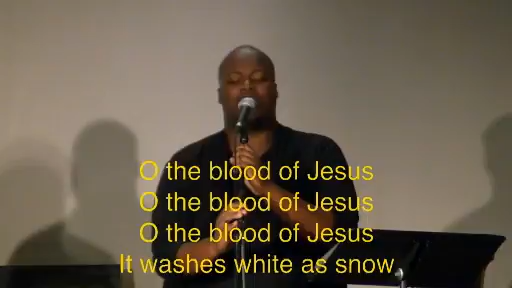 O the blood of Jesus
O the blood of Jesus
O the blood of Jesus
It washes white as snow